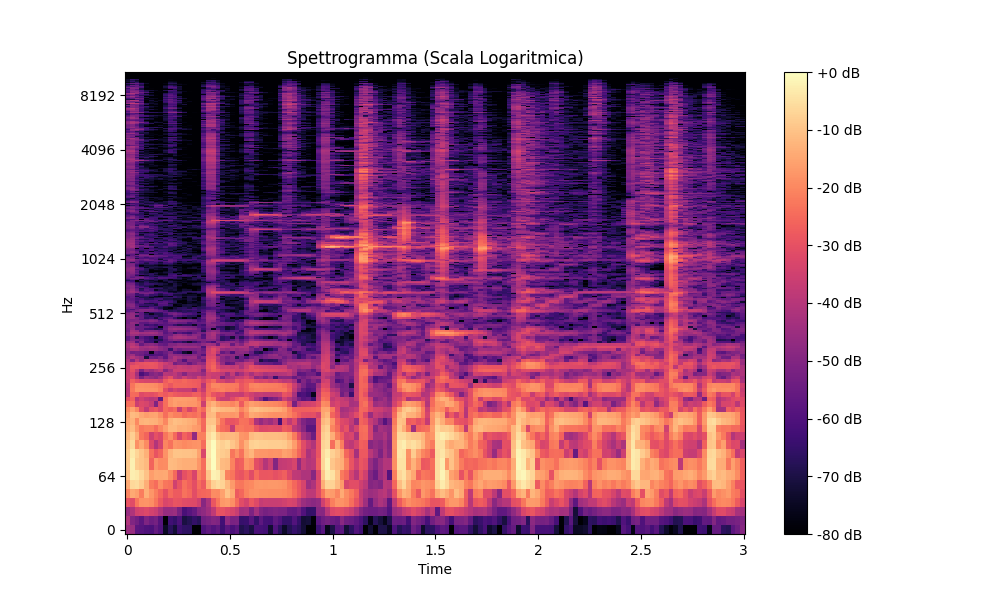 Spettrogramma (Scala Logaritmica)
8192
4096
2048
1024
512
256
128
64
0
Hz
0 0.5 1 1.5 2 2.5 3
Time
+0 dB
-10 dB
-20 dB
-30 dB
-40 dB
-50 dB
-60 dB
-70 dB
-80 dB